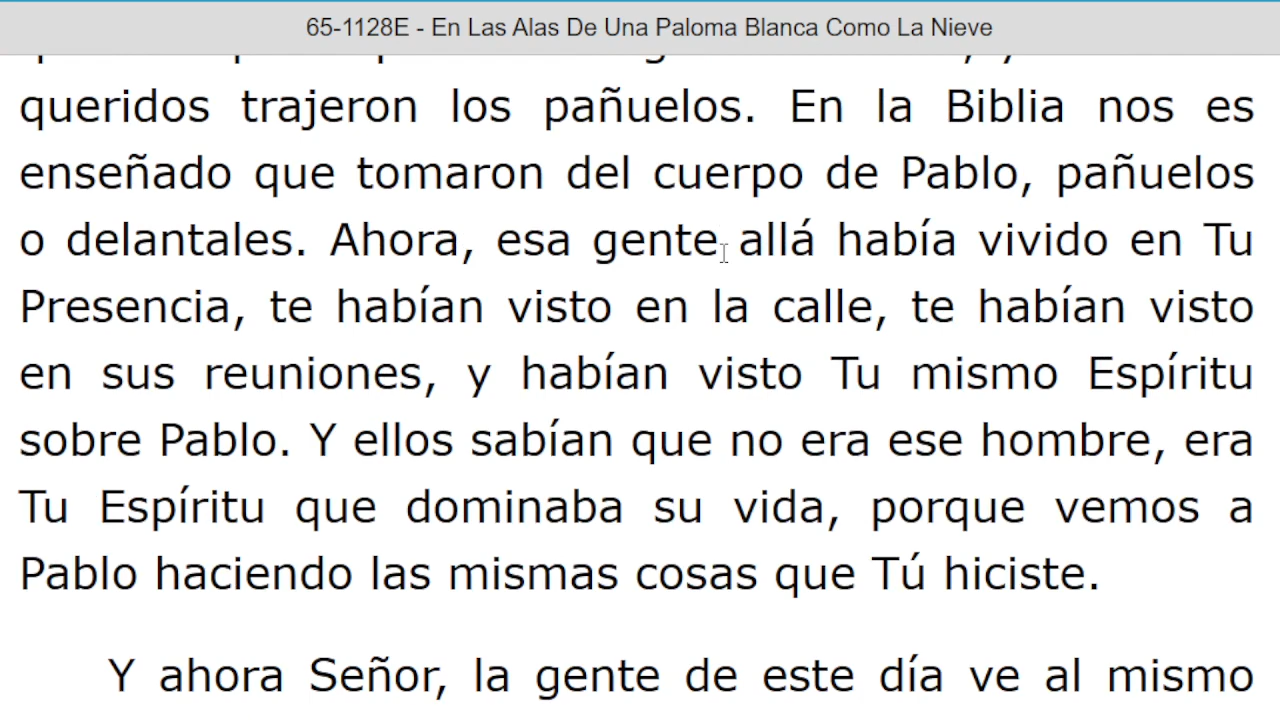 65-1128E - En Las Alas De Una Paloma Blanca Como La Nieve
queridos trajeron los pañuelos. En la Biblia nos es
enseñado que tomaron del cuerpo de Pablo, pañuelos
o delantales. Ahora, esa gente allá había vivido en Tu
Presencia, te habían visto en la calle, te habían visto
en sus reuniones, y habían visto Tu mismo Espíritu
sobre Pablo. Y ellos sabían que no era ese hombre, era
Tu Espíritu que dominaba su vida, porque vemos a
Pablo haciendo las mismas cosas que Tú hiciste.
Y ahora Señor, la gente de este día ve al mismo